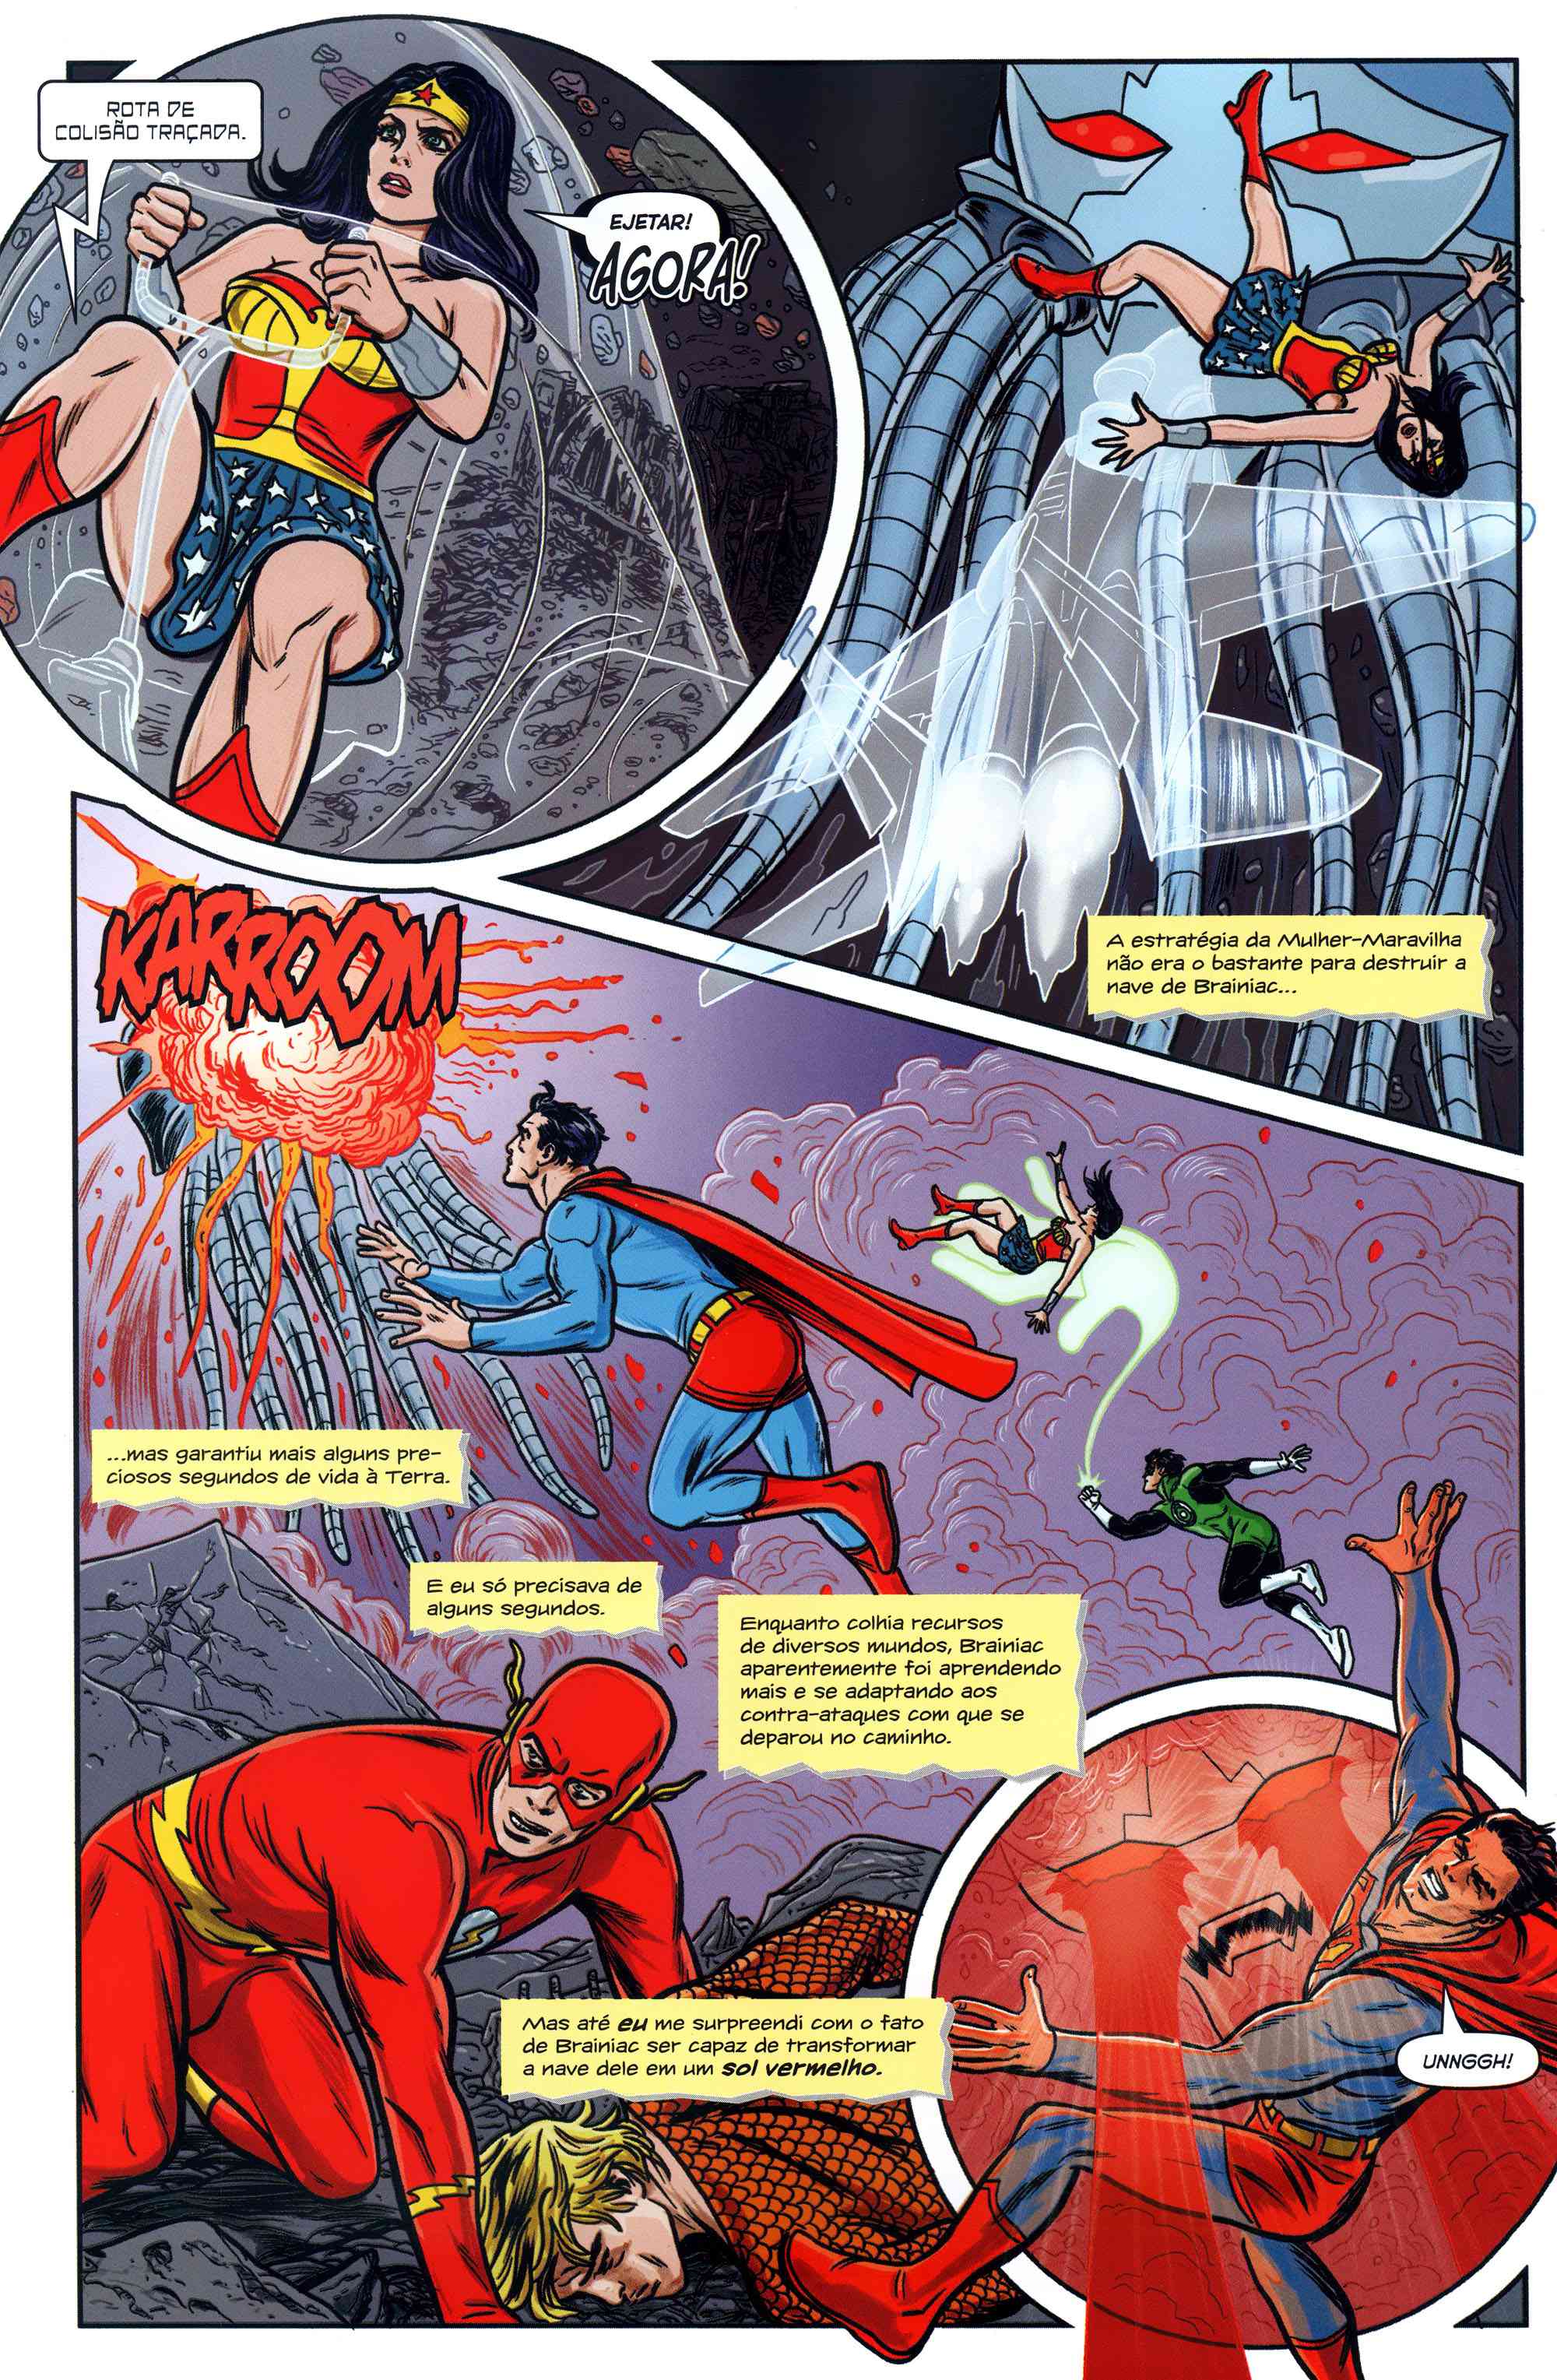 ROTA DE
COLISÃO TRAÇADA.
EJETAR!
AGORA!
A estratégia da Mulher-Maravilha
não era o bastante para destruir a
nave de Brainiac...
KARROOM
...mas garantiu mais alguns pre-
ciosos segundos de vida à Terra.
E eu só precisava de
alguns segundos.
Enquanto colhia recursos
de diversos mundos, Brainiac
aparentemente foi aprendendo
mais e se adaptando aos
contra-ataques com que se
deparou no caminho.
Mas até eu me surpreendi com o fato
de Brainiac ser capaz de transformar
a nave dele em um sol vermelho.
UNNGGH!